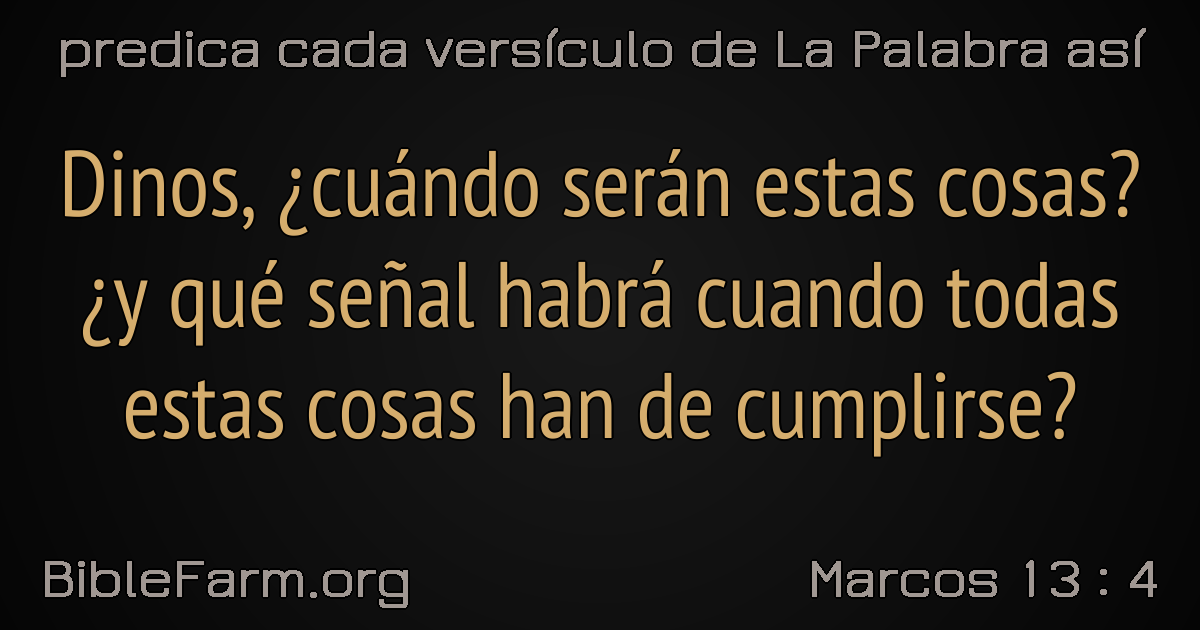 predica cada versículo de La Palabra así
Dinos, ¿cuándo serán estas cosas?
¿y qué señal habrá cuando todas
estas cosas han de cumplirse?
BibleFarm.org
Marcos 13 : 4